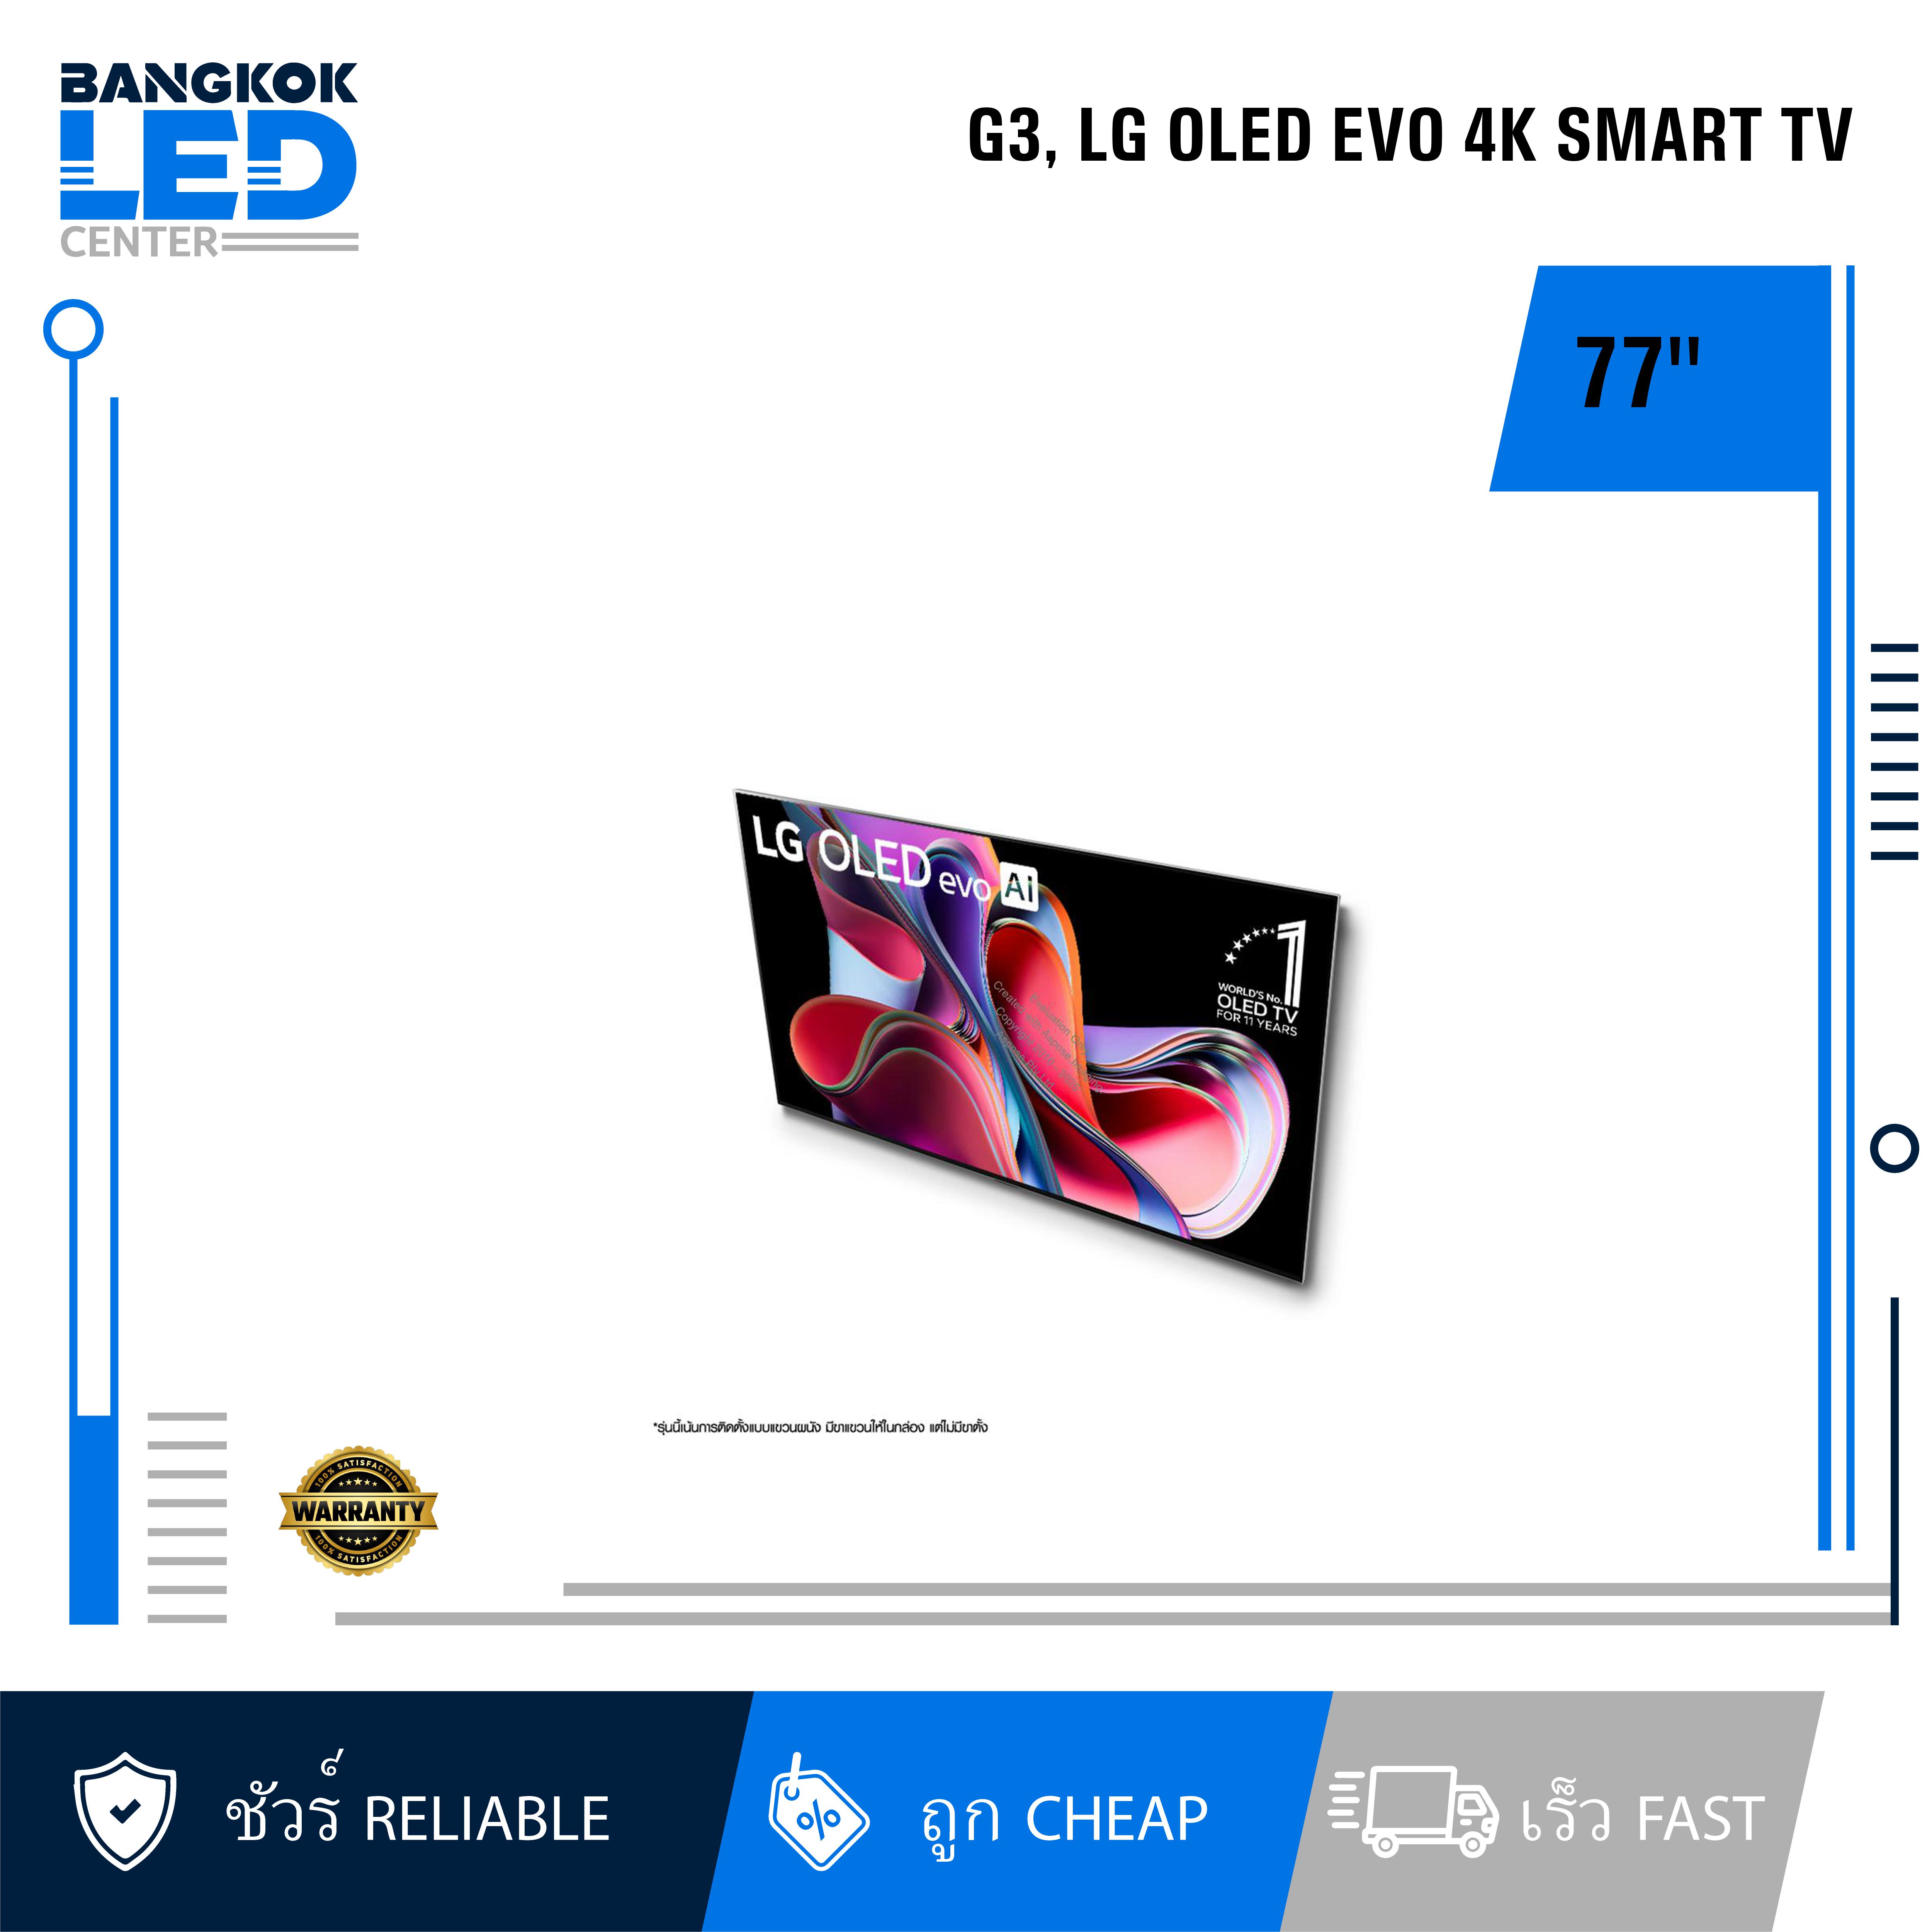 BANGKOK
LED
CENTER
G3, LG OLED EVO 4K SMART TV
77"
LG OLED evo AI
1
WORLD'S No.
OLED TV
FOR 11 YEARS
*รุ่นนี้เน้นการติดตั้งแบบแขวนผนัง มีขาแขวนให้ในกล่อง แต่ไม่มีขาตั้ง
100% SATISFACTION
WARRANTY
100% SATISFACTION
ชัวร์ RELIABLE
% ถูก CHEAP
เร็ว FAST